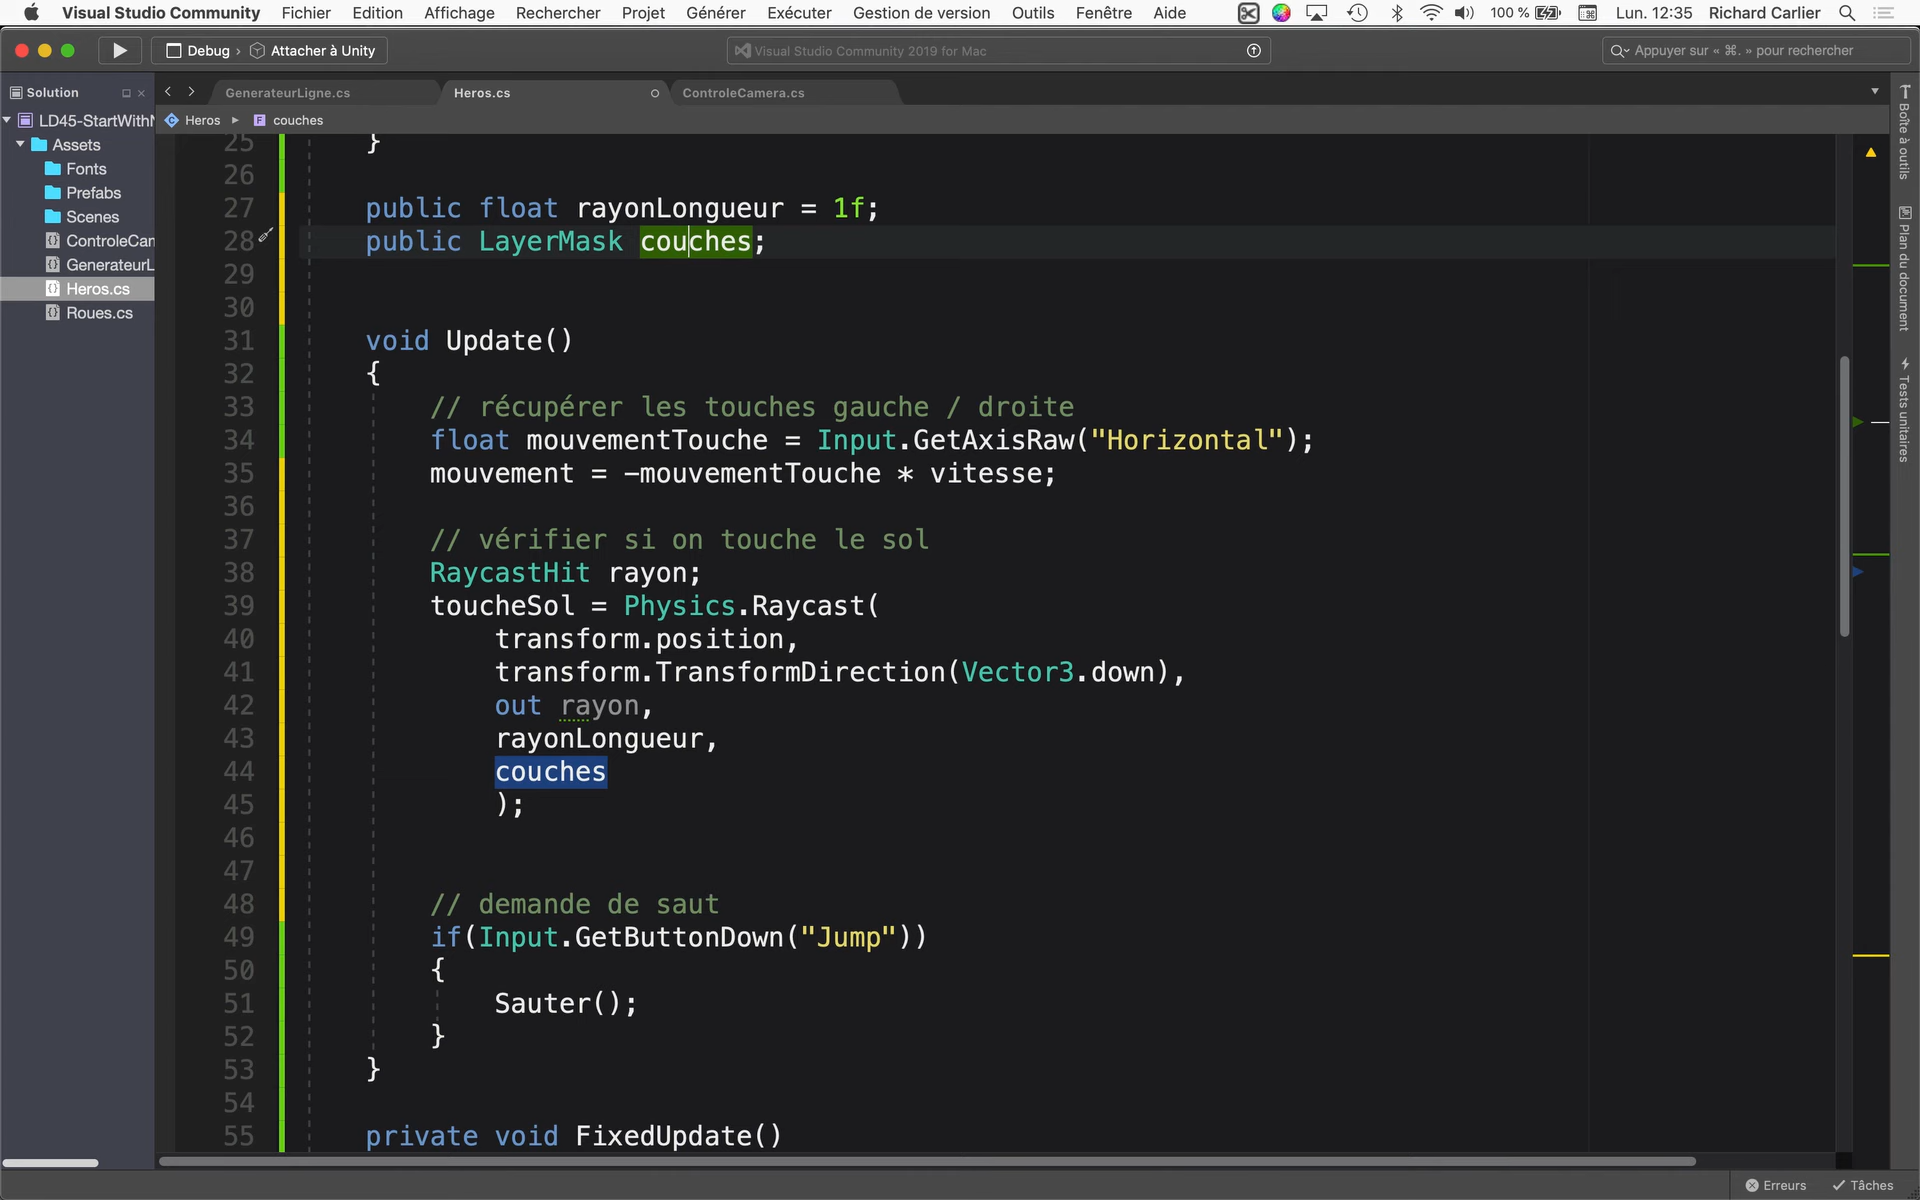 Visual Studio Community Fichier Edition Affichage Rechercher Projet Générer Exécuter Gestion de version Outils Fenêtre Aide 100 % Lun. 12:35 Richard Carlier
Debug › Attacher à Unity
Visual Studio Community 2019 for Mac
Appuyer sur « ⌘. » pour rechercher
Solution
GenerateurLigne.cs Heros.cs ControleCamera.cs
LD45-StartWithN
Heros ▸ couches
Assets
Fonts
Prefabs
Scenes
ControleCam
GenerateurL
Heros.cs
Roues.cs
25 }
26
27 public float rayonLongueur = 1f;
28 public LayerMask couches;
29
30
31 void Update()
32 {
33 // récupérer les touches gauche / droite
34 float mouvementTouche = Input.GetAxisRaw("Horizontal");
35 mouvement = -mouvementTouche * vitesse;
36
37 // vérifier si on touche le sol
38 RaycastHit rayon;
39 toucheSol = Physics.Raycast(
40 transform.position,
41 transform.TransformDirection(Vector3.down),
42 out rayon,
43 rayonLongueur,
44 couches
45 );
46
47
48 // demande de saut
49 if(Input.GetButtonDown("Jump"))
50 {
51 Sauter();
52 }
53 }
54
55 private void FixedUpdate()
Boîte à outils
Plan du document
Tests unitaires
Erreurs Tâches